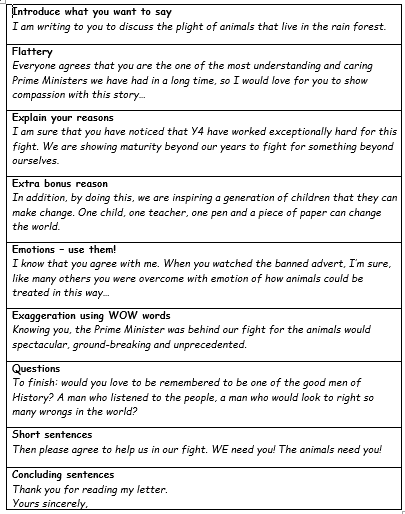 Introduce what you want to say
I am writing to you to discuss the plight of animals that live in the rain forest.
Flattery
Everyone agrees that you are the one of the most understanding and caring
Prime Ministers we have had in a long time, so I would love for you to show
compassion with this story…
Explain your reasons
I am sure that you have noticed that Y4 have worked exceptionally hard for this
fight. We are showing maturity beyond our years to fight for something beyond
ourselves.
Extra bonus reason
In addition, by doing this, we are inspiring a generation of children that they can
make change. One child, one teacher, one pen and a piece of paper can change
the world.
Emotions – use them!
I know that you agree with me. When you watched the banned advert, I'm sure,
like many others you were overcome with emotion of how animals could be
treated in this way…
Exaggeration using WOW words
Knowing you, the Prime Minister was behind our fight for the animals would
spectacular, ground-breaking and unprecedented.
Questions
To finish: would you love to be remembered to be one of the good men of
History? A man who listened to the people, a man who would look to right so
many wrongs in the world?
Short sentences
Then please agree to help us in our fight. WE need you! The animals need you!
Concluding sentences
Thank you for reading my letter.
Yours sincerely,